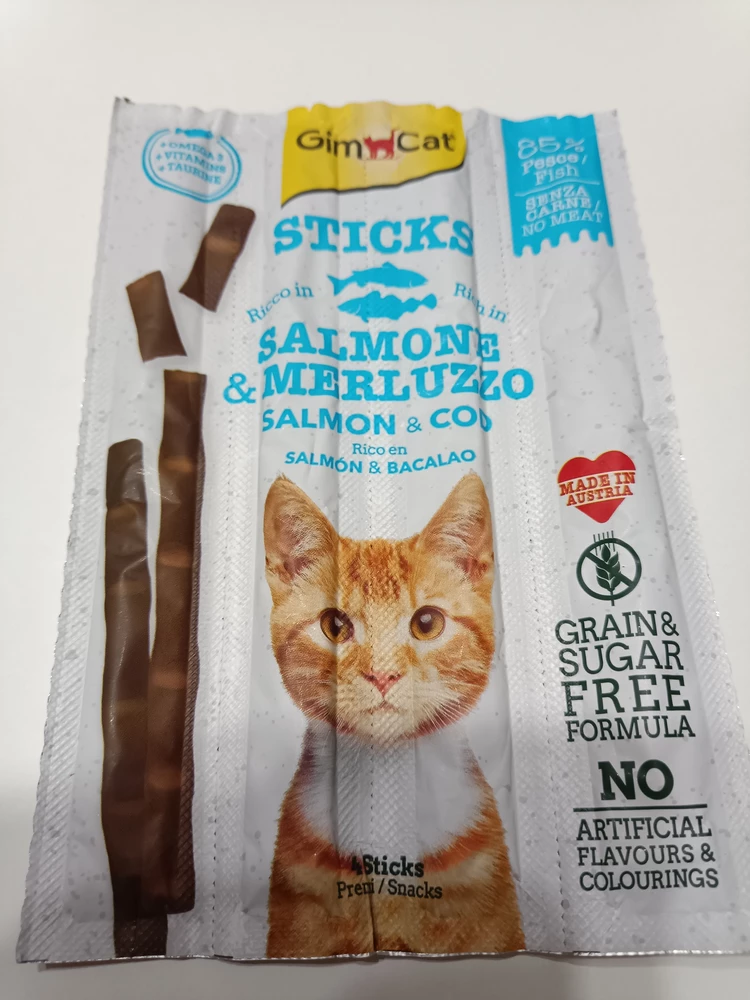 + OMEGA 3
+ VITAMINS
+ TAURINE
GimCat
85%
Pesce/
Fish
SENZA
CARNE/
NO MEAT
STICKS
Ricco in
Rich in
SALMONE
& MERLUZZO
SALMON & COD
Rico en
SALMÓN & BACALAO
MADE IN
AUSTRIA
GRAIN &
SUGAR
FREE
FORMULA
NO
ARTIFICIAL
FLAVOURS &
COLOURINGS
4 Sticks
Premi / Snacks